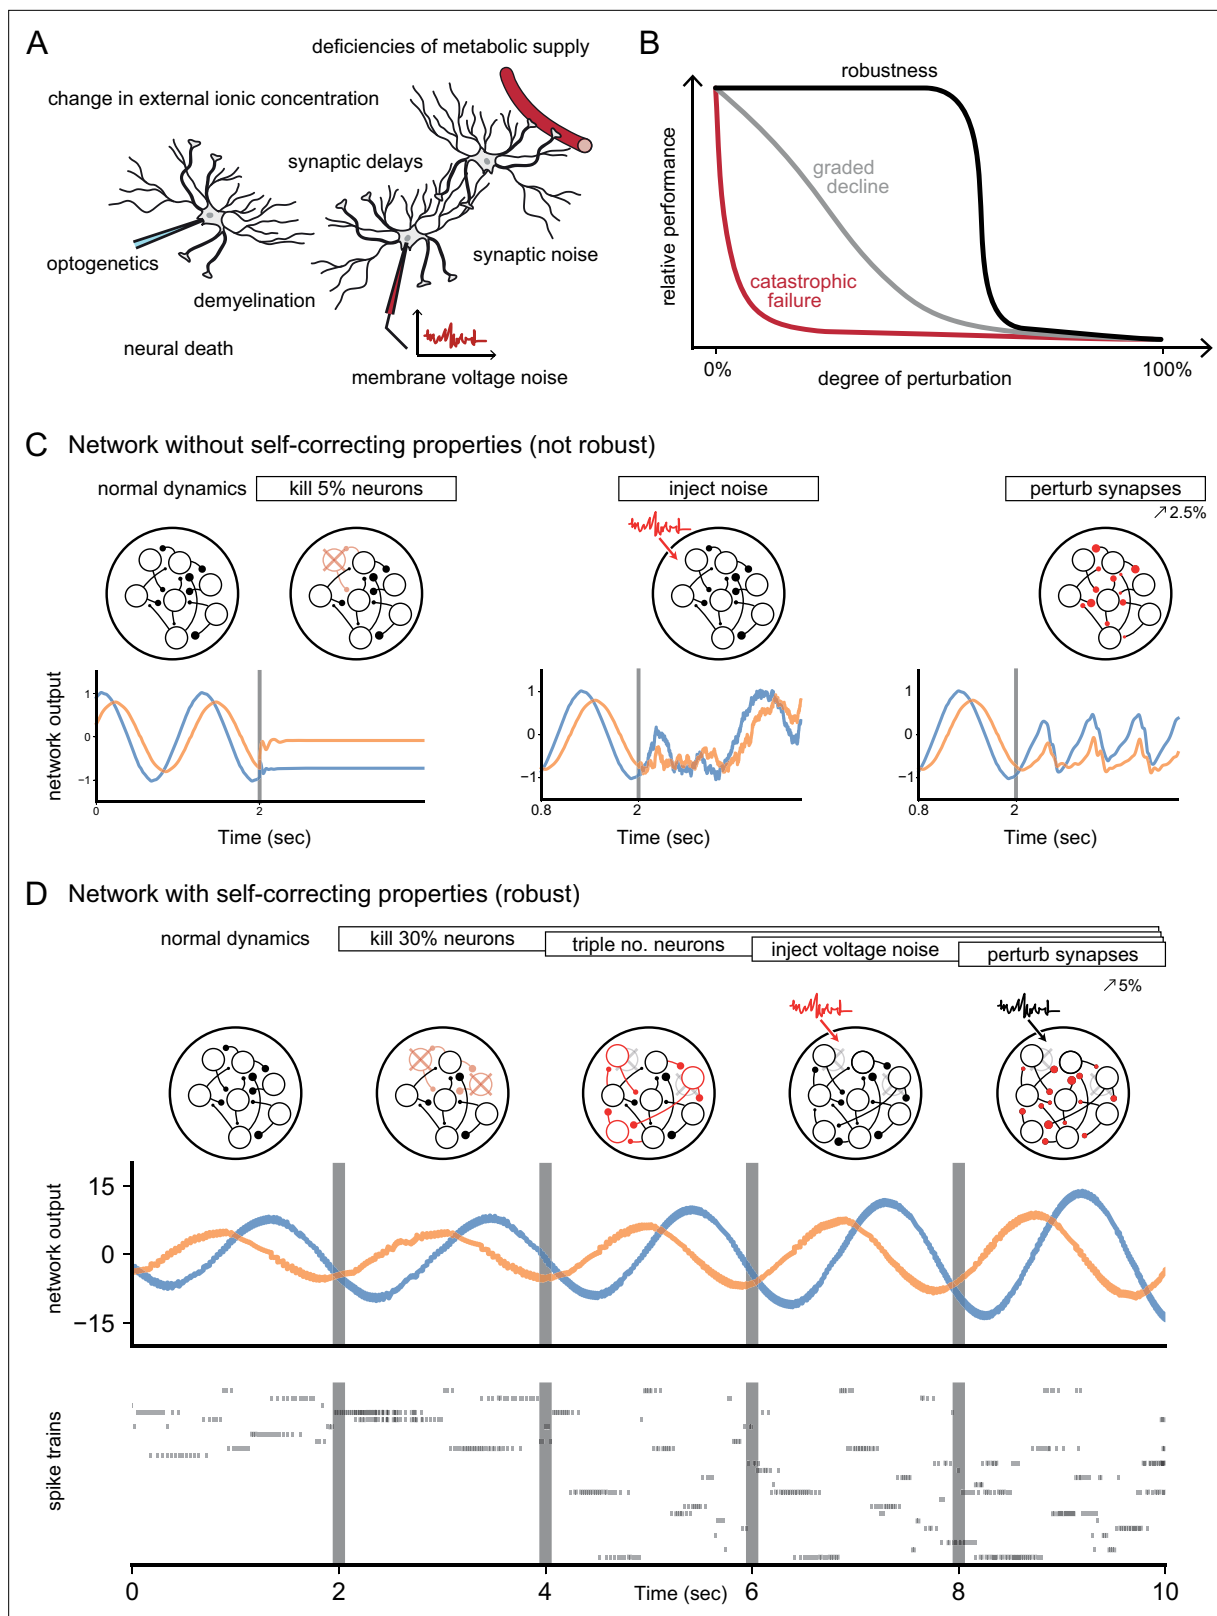 A
deficiencies of metabolic supply
change in external ionic concentration
synaptic delays
optogenetics
synaptic noise
demyelination
neural death
membrane voltage noise
B
robustness
relative performance
graded
decline
catastrophic
failure
0%
degree of perturbation
100%
C Network without self-correcting properties (not robust)
normal dynamics
kill 5% neurons
inject noise
perturb synapses
↗2.5%
network output
1
0
−1
0
2
Time (sec)
1
0
−1
0.8
2
Time (sec)
1
0
−1
0.8
2
Time (sec)
D Network with self-correcting properties (robust)
normal dynamics
kill 30% neurons
triple no. neurons
inject voltage noise
perturb synapses
↗5%
network output
15
0
−15
spike trains
0
2
4
Time (sec)
6
8
10